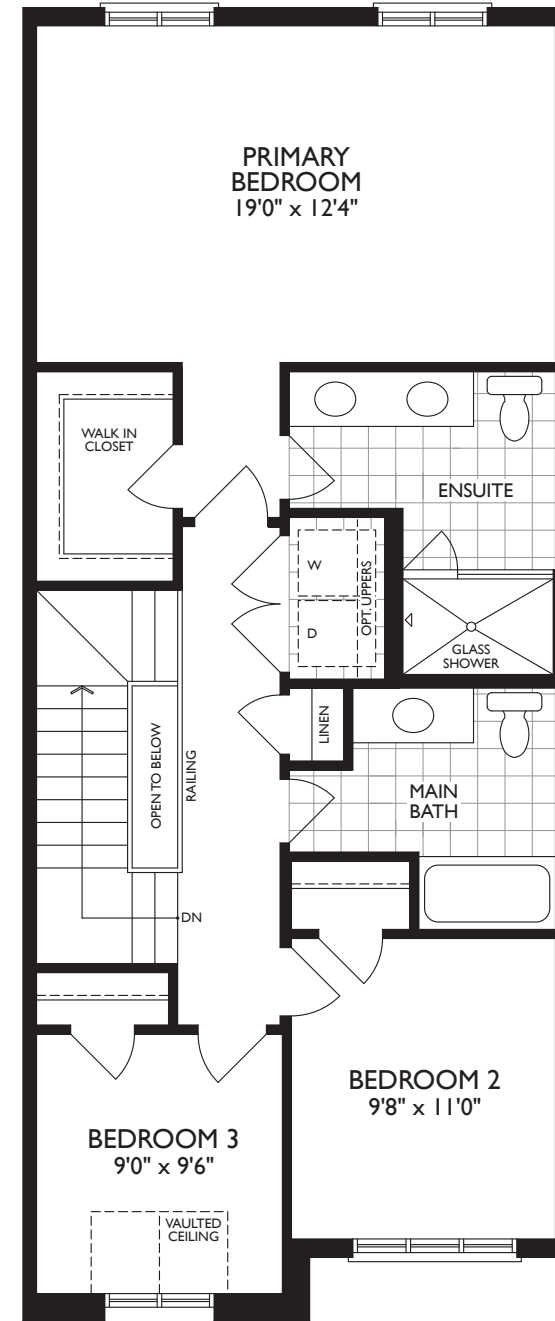 PRIMARY
BEDROOM
19'0" x 12'4"
WALK IN
CLOSET
ENSUITE
W
D
OPT. UPPERS
GLASS
SHOWER
LINEN
OPEN TO BELOW
RAILING
MAIN
BATH
DN
BEDROOM 2
9'8" x 11'0"
BEDROOM 3
9'0" x 9'6"
VAULTED
CEILING